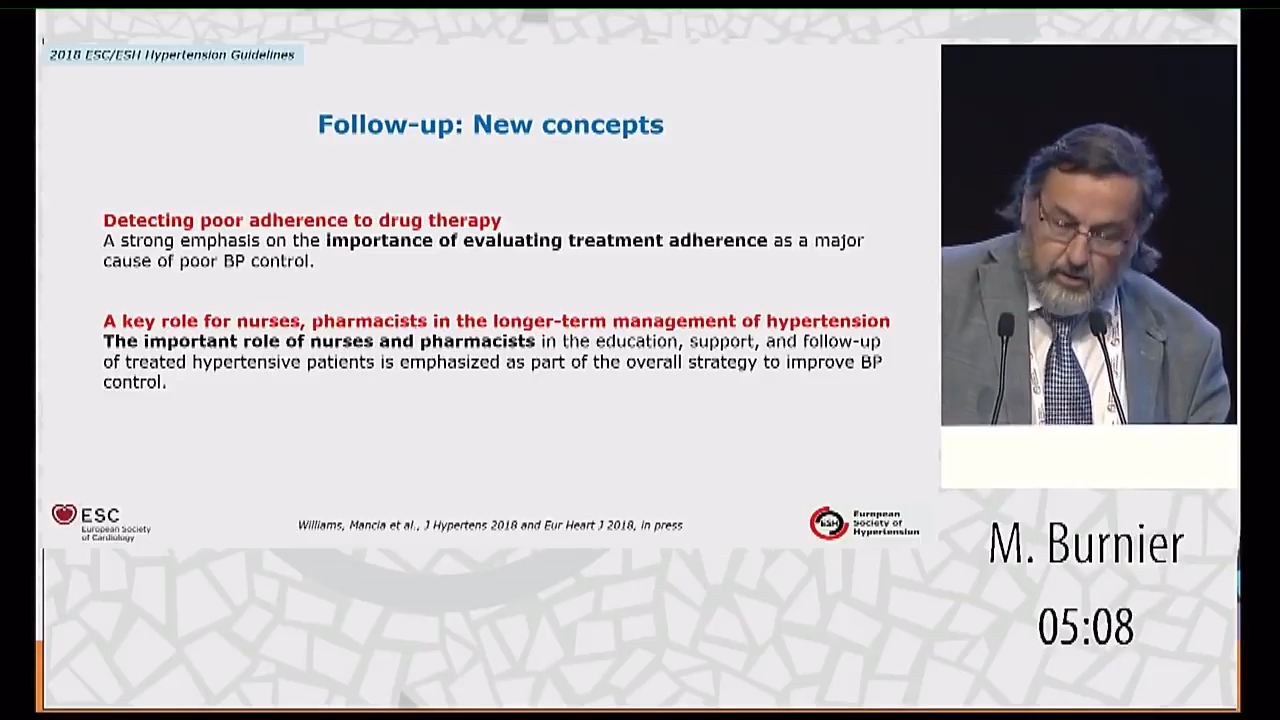 2018 ESC/ESH Hypertension Guidelines
Follow-up: New concepts
Detecting poor adherence to drug therapy
A strong emphasis on the importance of evaluating treatment adherence as a major
cause of poor BP control.
A key role for nurses, pharmacists in the longer-term management of hypertension
The important role of nurses and pharmacists in the education, support, and follow-up
of treated hypertensive patients is emphasized as part of the overall strategy to improve BP
control.
ESC
European Society
of Cardiology
Williams, Mancia et al., J Hypertens 2018 and Eur Heart J 2018, in press
ESH
European
Society of
Hypertension
M. Burnier
05:08